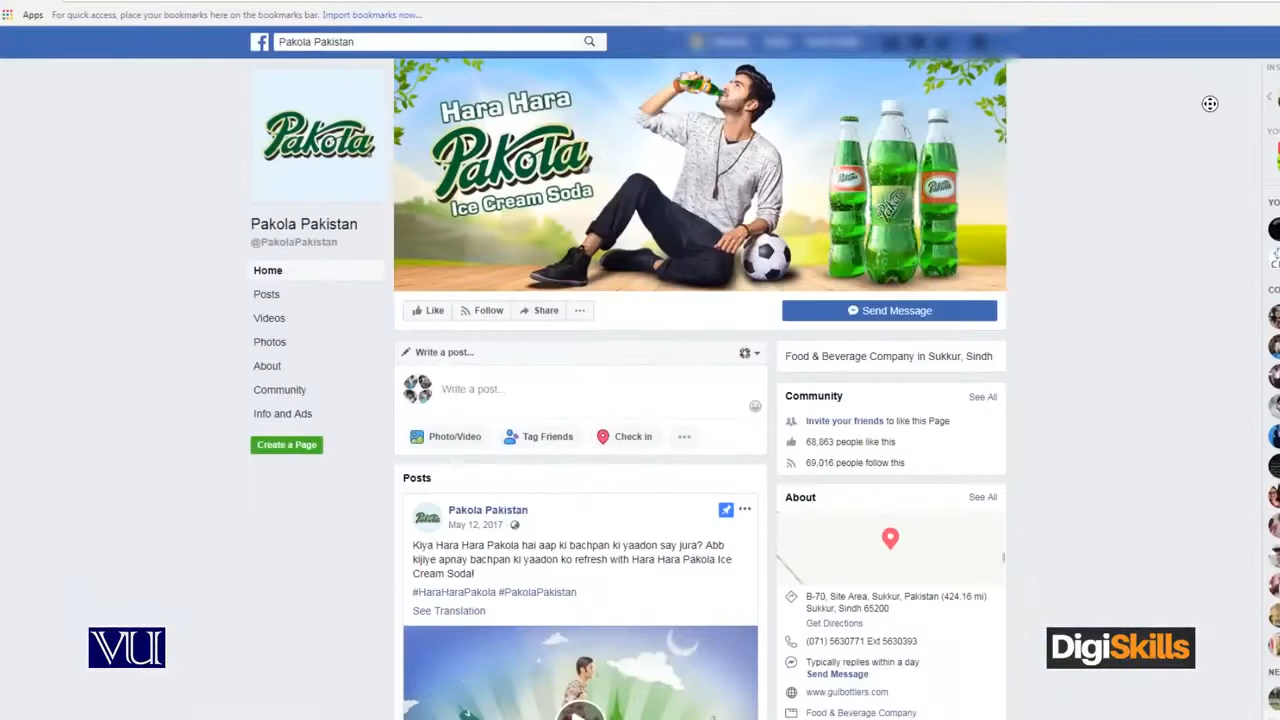 Apps For quick access, place your bookmarks here on the bookmarks bar. Import bookmarks now...
Pakola Pakistan
Pakola
Hara Hara
Pakola
Ice Cream Soda
Pakola
Pakola Pakistan
@PakolaPakistan
Home
Posts
Videos
Photos
About
Community
Info and Ads
Create a Page
Like Follow Share ...
Send Message
Write a post...
Write a post...
Photo/Video Tag Friends Check in ...
Posts
Pakola
Pakola Pakistan
May 12, 2017
Kiya Hara Hara Pakola hai aap ki bachpan ki yaadon say jura? Abb
kijiye apnay bachpan ki yaadon ko refresh with Hara Hara Pakola Ice
Cream Soda!
#HaraHaraPakola #PakolaPakistan
See Translation
Food & Beverage Company in Sukkur, Sindh
Community See All
Invite your friends to like this Page
68,863 people like this
69,016 people follow this
About See All
B-70, Site Area, Sukkur, Pakistan (424.16 mi)
Sukkur, Sindh 65200
Get Directions
(071) 5630771 Ext 5630393
Typically replies within a day
Send Message
www.gulbottlers.com
Food & Beverage Company
VU
DigiSkills